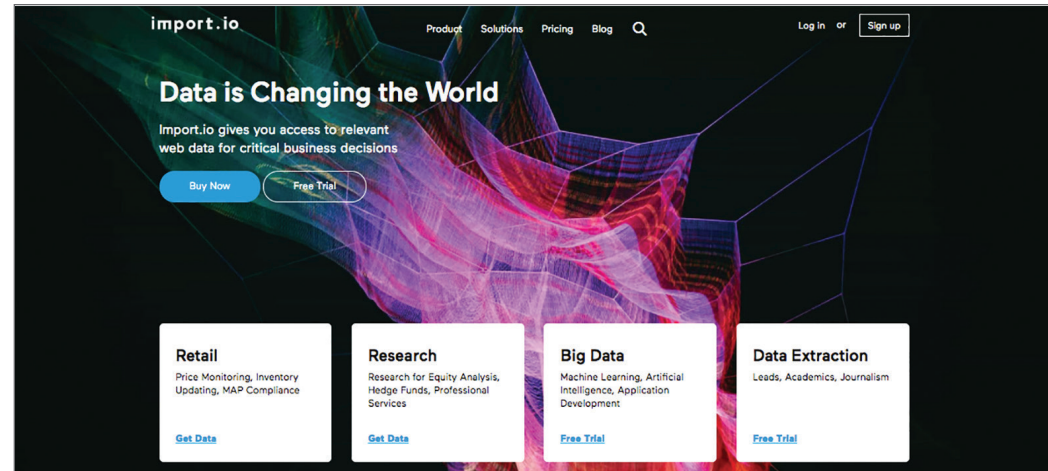 import.io
Product Solutions Pricing Blog
Log in or Sign up
Data is Changing the World
Import.io gives you access to relevant
web data for critical business decisions
Buy Now Free Trial
Retail
Price Monitoring, Inventory
Updating, MAP Compliance
Get Data
Research
Research for Equity Analysis,
Hedge Funds, Professional
Services
Get Data
Big Data
Machine Learning, Artificial
Intelligence, Application
Development
Free Trial
Data Extraction
Leads, Academics, Journalism
Free Trial